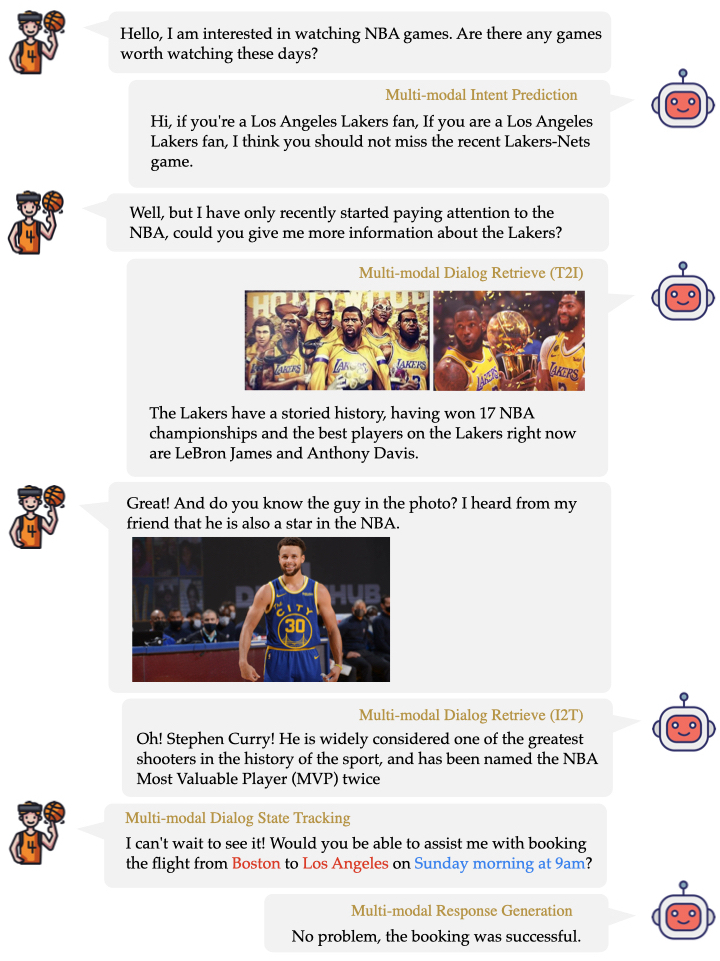 Hello, I am interested in watching NBA games. Are there any games
worth watching these days?
Multi-modal Intent Prediction
Hi, if you're a Los Angeles Lakers fan, If you are a Los Angeles
Lakers fan, I think you should not miss the recent Lakers-Nets
game.
Well, but I have only recently started paying attention to the
NBA, could you give me more information about the Lakers?
Multi-modal Dialog Retrieve (T2I)
LAKERS
LAKERS
The Lakers have a storied history, having won 17 NBA
championships and the best players on the Lakers right now
are LeBron James and Anthony Davis.
Great! And do you know the guy in the photo? I heard from my
friend that he is also a star in the NBA.
HUB
CITY
30
Multi-modal Dialog Retrieve (I2T)
Oh! Stephen Curry! He is widely considered one of the greatest
shooters in the history of the sport, and has been named the NBA
Most Valuable Player (MVP) twice
Multi-modal Dialog State Tracking
I can't wait to see it! Would you be able to assist me with booking
the flight from Boston to Los Angeles on Sunday morning at 9am?
Multi-modal Response Generation
No problem, the booking was successful.